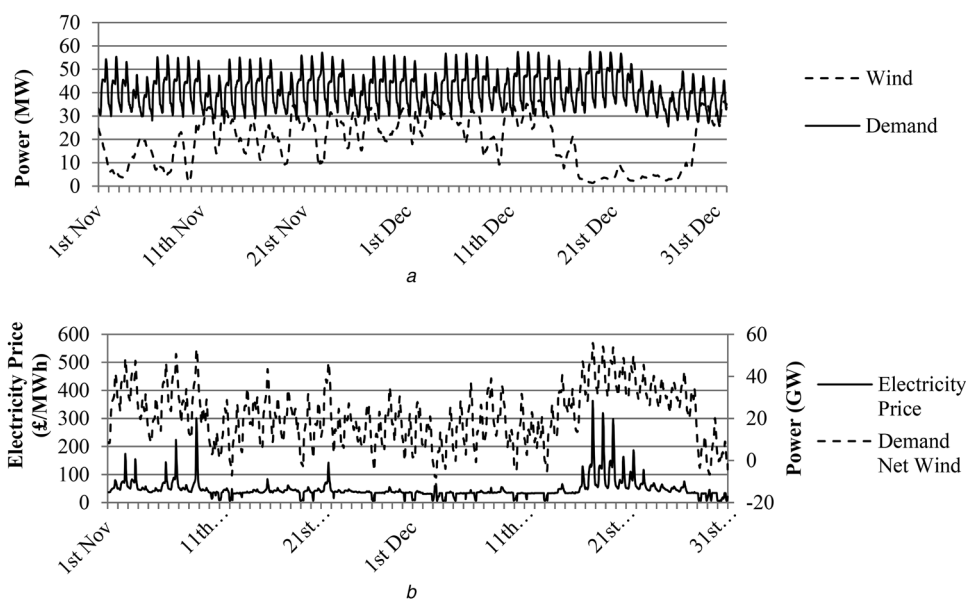 70
60
50
40
30
20
10
0
Power (MW)
1st Nov
11th Nov
21st Nov
1st Dec
11th Dec
21st Dec
31st Dec
Wind
Demand
a
600
500
400
300
200
100
0
Electricity Price
(£/MWh)
60
40
20
0
-20
Power (GW)
1st Nov
11th...
21st...
1st Dec
11th...
21st...
31st...
Electricity
Price
Demand
Net Wind
b